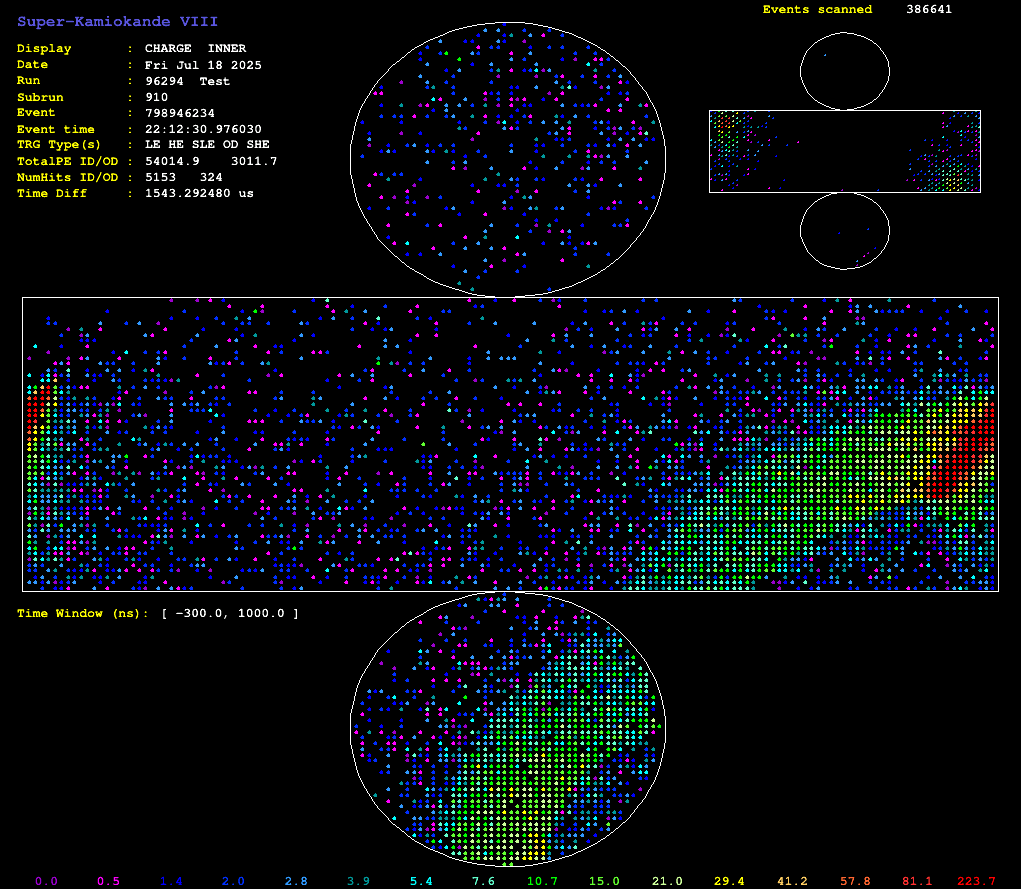 Super-Kamiokande VIII
Events scanned 386641
Display : CHARGE INNER
Date : Fri Jul 18 2025
Run : 96294 Test
Subrun : 910
Event : 798946234
Event time : 22:12:30.976030
TRG Type(s) : LE HE SLE OD SHE
TotalPE ID/OD : 54014.9 3011.7
NumHits ID/OD : 5153 324
Time Diff : 1543.292480 us
Time Window (ns): [ -300.0, 1000.0 ]
0.0 0.5 1.4 2.0 2.8 3.9 5.4 7.6 10.7 15.0 21.0 29.4 41.2 57.8 81.1 223.7